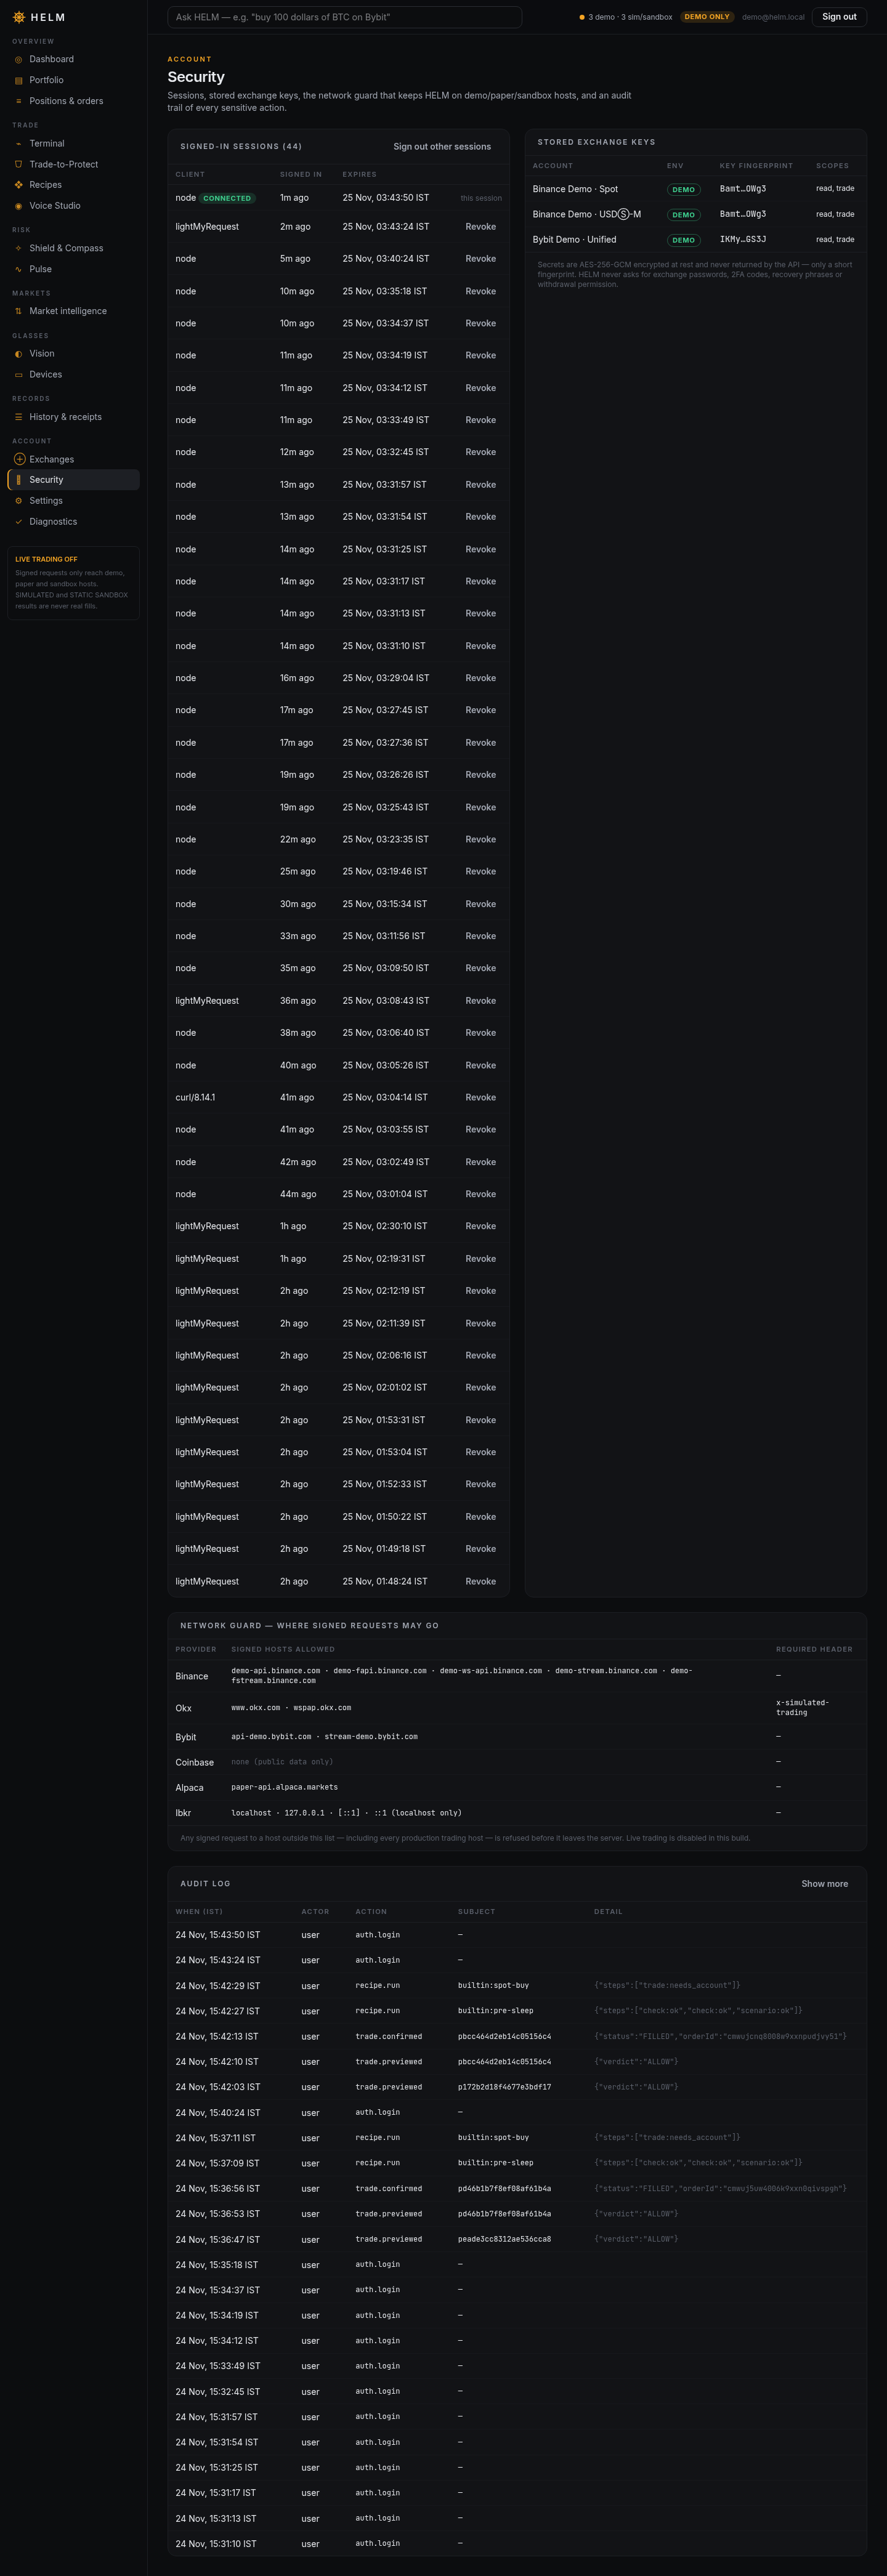 HELM
OVERVIEW
Dashboard
Portfolio
Positions & orders
TRADE
Terminal
Trade-to-Protect
Recipes
Voice Studio
RISK
Shield & Compass
Pulse
MARKETS
Market intelligence
GLASSES
Vision
Devices
RECORDS
History & receipts
ACCOUNT
Exchanges
Security
Settings
Diagnostics
LIVE TRADING OFF
Signed requests only reach demo,
paper and sandbox hosts.
SIMULATED and STATIC SANDBOX
results are never real fills.
Ask HELM — e.g. "buy 100 dollars of BTC on Bybit"
3 demo · 3 sim/sandbox DEMO ONLY demo@helm.local Sign out
ACCOUNT
Security
Sessions, stored exchange keys, the network guard that keeps HELM on demo/paper/sandbox hosts, and an audit
trail of every sensitive action.
SIGNED-IN SESSIONS (44) Sign out other sessions
CLIENT SIGNED IN EXPIRES
node CONNECTED 1m ago 25 Nov, 03:43:50 IST this session
lightMyRequest 2m ago 25 Nov, 03:43:24 IST Revoke
node 5m ago 25 Nov, 03:40:24 IST Revoke
node 10m ago 25 Nov, 03:35:18 IST Revoke
node 10m ago 25 Nov, 03:34:37 IST Revoke
node 11m ago 25 Nov, 03:34:19 IST Revoke
node 11m ago 25 Nov, 03:34:12 IST Revoke
node 11m ago 25 Nov, 03:33:49 IST Revoke
node 12m ago 25 Nov, 03:32:45 IST Revoke
node 13m ago 25 Nov, 03:31:57 IST Revoke
node 13m ago 25 Nov, 03:31:54 IST Revoke
node 14m ago 25 Nov, 03:31:25 IST Revoke
node 14m ago 25 Nov, 03:31:17 IST Revoke
node 14m ago 25 Nov, 03:31:13 IST Revoke
node 14m ago 25 Nov, 03:31:10 IST Revoke
node 16m ago 25 Nov, 03:29:04 IST Revoke
node 17m ago 25 Nov, 03:27:45 IST Revoke
node 17m ago 25 Nov, 03:27:36 IST Revoke
node 19m ago 25 Nov, 03:26:26 IST Revoke
node 19m ago 25 Nov, 03:25:43 IST Revoke
node 22m ago 25 Nov, 03:23:35 IST Revoke
node 25m ago 25 Nov, 03:19:46 IST Revoke
node 30m ago 25 Nov, 03:15:34 IST Revoke
node 33m ago 25 Nov, 03:11:56 IST Revoke
node 35m ago 25 Nov, 03:09:50 IST Revoke
lightMyRequest 36m ago 25 Nov, 03:08:43 IST Revoke
node 38m ago 25 Nov, 03:06:40 IST Revoke
node 40m ago 25 Nov, 03:05:26 IST Revoke
curl/8.14.1 41m ago 25 Nov, 03:04:14 IST Revoke
node 41m ago 25 Nov, 03:03:55 IST Revoke
node 42m ago 25 Nov, 03:02:49 IST Revoke
node 44m ago 25 Nov, 03:01:04 IST Revoke
lightMyRequest 1h ago 25 Nov, 02:30:10 IST Revoke
lightMyRequest 1h ago 25 Nov, 02:19:31 IST Revoke
lightMyRequest 2h ago 25 Nov, 02:12:19 IST Revoke
lightMyRequest 2h ago 25 Nov, 02:11:39 IST Revoke
lightMyRequest 2h ago 25 Nov, 02:06:16 IST Revoke
lightMyRequest 2h ago 25 Nov, 02:01:02 IST Revoke
lightMyRequest 2h ago 25 Nov, 01:53:31 IST Revoke
lightMyRequest 2h ago 25 Nov, 01:53:04 IST Revoke
lightMyRequest 2h ago 25 Nov, 01:52:33 IST Revoke
lightMyRequest 2h ago 25 Nov, 01:50:22 IST Revoke
lightMyRequest 2h ago 25 Nov, 01:49:18 IST Revoke
lightMyRequest 2h ago 25 Nov, 01:48:24 IST Revoke
STORED EXCHANGE KEYS
ACCOUNT ENV KEY FINGERPRINT SCOPES
Binance Demo · Spot DEMO Bamt…OWg3 read, trade
Binance Demo · USDⓈ-M DEMO Bamt…OWg3 read, trade
Bybit Demo · Unified DEMO IKMy…GS3J read, trade
Secrets are AES-256-GCM encrypted at rest and never returned by the API — only a short
fingerprint. HELM never asks for exchange passwords, 2FA codes, recovery phrases or
withdrawal permission.
NETWORK GUARD — WHERE SIGNED REQUESTS MAY GO
PROVIDER SIGNED HOSTS ALLOWED REQUIRED HEADER
Binance demo-api.binance.com · demo-fapi.binance.com · demo-ws-api.binance.com · demo-stream.binance.com · demo- —
fstream.binance.com
Okx www.okx.com · wspap.okx.com x-simulated-
trading
Bybit api-demo.bybit.com · stream-demo.bybit.com —
Coinbase none (public data only) —
Alpaca paper-api.alpaca.markets —
Ibkr localhost · 127.0.0.1 · [::1] · ::1 (localhost only) —
Any signed request to a host outside this list — including every production trading host — is refused before it leaves the server. Live trading is disabled in this build.
AUDIT LOG Show more
WHEN (IST) ACTOR ACTION SUBJECT DETAIL
24 Nov, 15:43:50 IST user auth.login —
24 Nov, 15:43:24 IST user auth.login —
24 Nov, 15:42:29 IST user recipe.run builtin:spot-buy {"steps":["trade:needs_account"]}
24 Nov, 15:42:27 IST user recipe.run builtin:pre-sleep {"steps":["check:ok","check:ok","scenario:ok"]}
24 Nov, 15:42:13 IST user trade.confirmed pbcc464d2eb14c05156c4 {"status":"FILLED","orderId":"cmwujcnq8008w9xxnpudjvy51"}
24 Nov, 15:42:10 IST user trade.previewed pbcc464d2eb14c05156c4 {"verdict":"ALLOW"}
24 Nov, 15:42:03 IST user trade.previewed p172b2d18f4677e3bdf17 {"verdict":"ALLOW"}
24 Nov, 15:40:24 IST user auth.login —
24 Nov, 15:37:11 IST user recipe.run builtin:spot-buy {"steps":["trade:needs_account"]}
24 Nov, 15:37:09 IST user recipe.run builtin:pre-sleep {"steps":["check:ok","check:ok","scenario:ok"]}
24 Nov, 15:36:56 IST user trade.confirmed pd46b1b7f8ef08af61b4a {"status":"FILLED","orderId":"cmwuj5uw4006k9xxn0qivspgh"}
24 Nov, 15:36:53 IST user trade.previewed pd46b1b7f8ef08af61b4a {"verdict":"ALLOW"}
24 Nov, 15:36:47 IST user trade.previewed peade3cc8312ae536cca8 {"verdict":"ALLOW"}
24 Nov, 15:35:18 IST user auth.login —
24 Nov, 15:34:37 IST user auth.login —
24 Nov, 15:34:19 IST user auth.login —
24 Nov, 15:34:12 IST user auth.login —
24 Nov, 15:33:49 IST user auth.login —
24 Nov, 15:32:45 IST user auth.login —
24 Nov, 15:31:57 IST user auth.login —
24 Nov, 15:31:54 IST user auth.login —
24 Nov, 15:31:25 IST user auth.login —
24 Nov, 15:31:17 IST user auth.login —
24 Nov, 15:31:13 IST user auth.login —
24 Nov, 15:31:10 IST user auth.login —